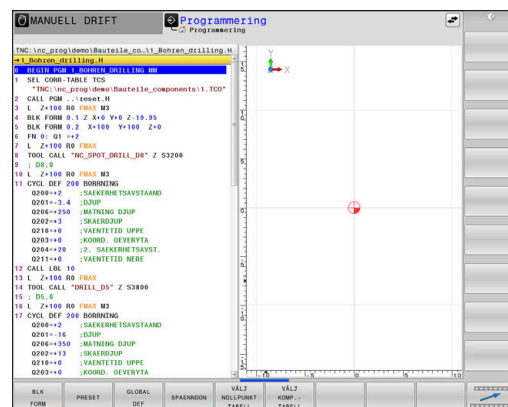 MANUELL DRIFT
Programmering
Programmering
TNC:\nc_prog\demo\Bauteile_co…\1_Bohren_drilling.H
→1_Bohren_drilling.H
0 BEGIN PGM 1_BOHREN_DRILLING MM
1 SEL CORR-TABLE TCS
"TNC:\nc_prog\demo\Bauteile_components\1.TCO"
2 CALL PGM ..\reset.H
3 L Z+100 R0 FMAX M3
4 BLK FORM 0.1 Z X+0 Y+0 Z-19.95
5 BLK FORM 0.2 X+100 Y+100 Z+0
6 FN 0: Q1 =+2
7 L Z+100 R0 FMAX
8 TOOL CALL "NC_SPOT_DRILL_D8" Z S3200
9 ; D8,0
10 L Z+100 R0 FMAX M3
11 CYCL DEF 200 BORRNING
Q200=+2 ;SAEKERHETSAVSTAAND
Q201=-3.4 ;DJUP
Q206=+250 ;MATNING DJUP
Q202=+3 ;SKAERDJUP
Q210=+0 ;VAENTETID UPPE
Q203=+0 ;KOORD. OEVERYTA
Q204=+20 ;2. SAEKERHETSAVST.
Q211=+0 ;VAENTETID NERE
12 CALL LBL 10
13 L Z+100 R0 FMAX
14 TOOL CALL "DRILL_D5" Z S3800
15 ; D5,0
16 L Z+100 R0 FMAX M3
17 CYCL DEF 200 BORRNING
Q200=+2 ;SAEKERHETSAVSTAAND
Q201=-16 ;DJUP
Q206=+350 ;MATNING DJUP
Q202=+13 ;SKAERDJUP
Q210=+0 ;VAENTETID UPPE
Q203=+0 ;KOORD. OEVERYTA
Y
X
BLK
FORM
PRESET
GLOBAL
DEF
SPAENNDON
VÄLJ
NOLLPUNKT
TABELL
VÄLJ
KOMP.-
TABELL